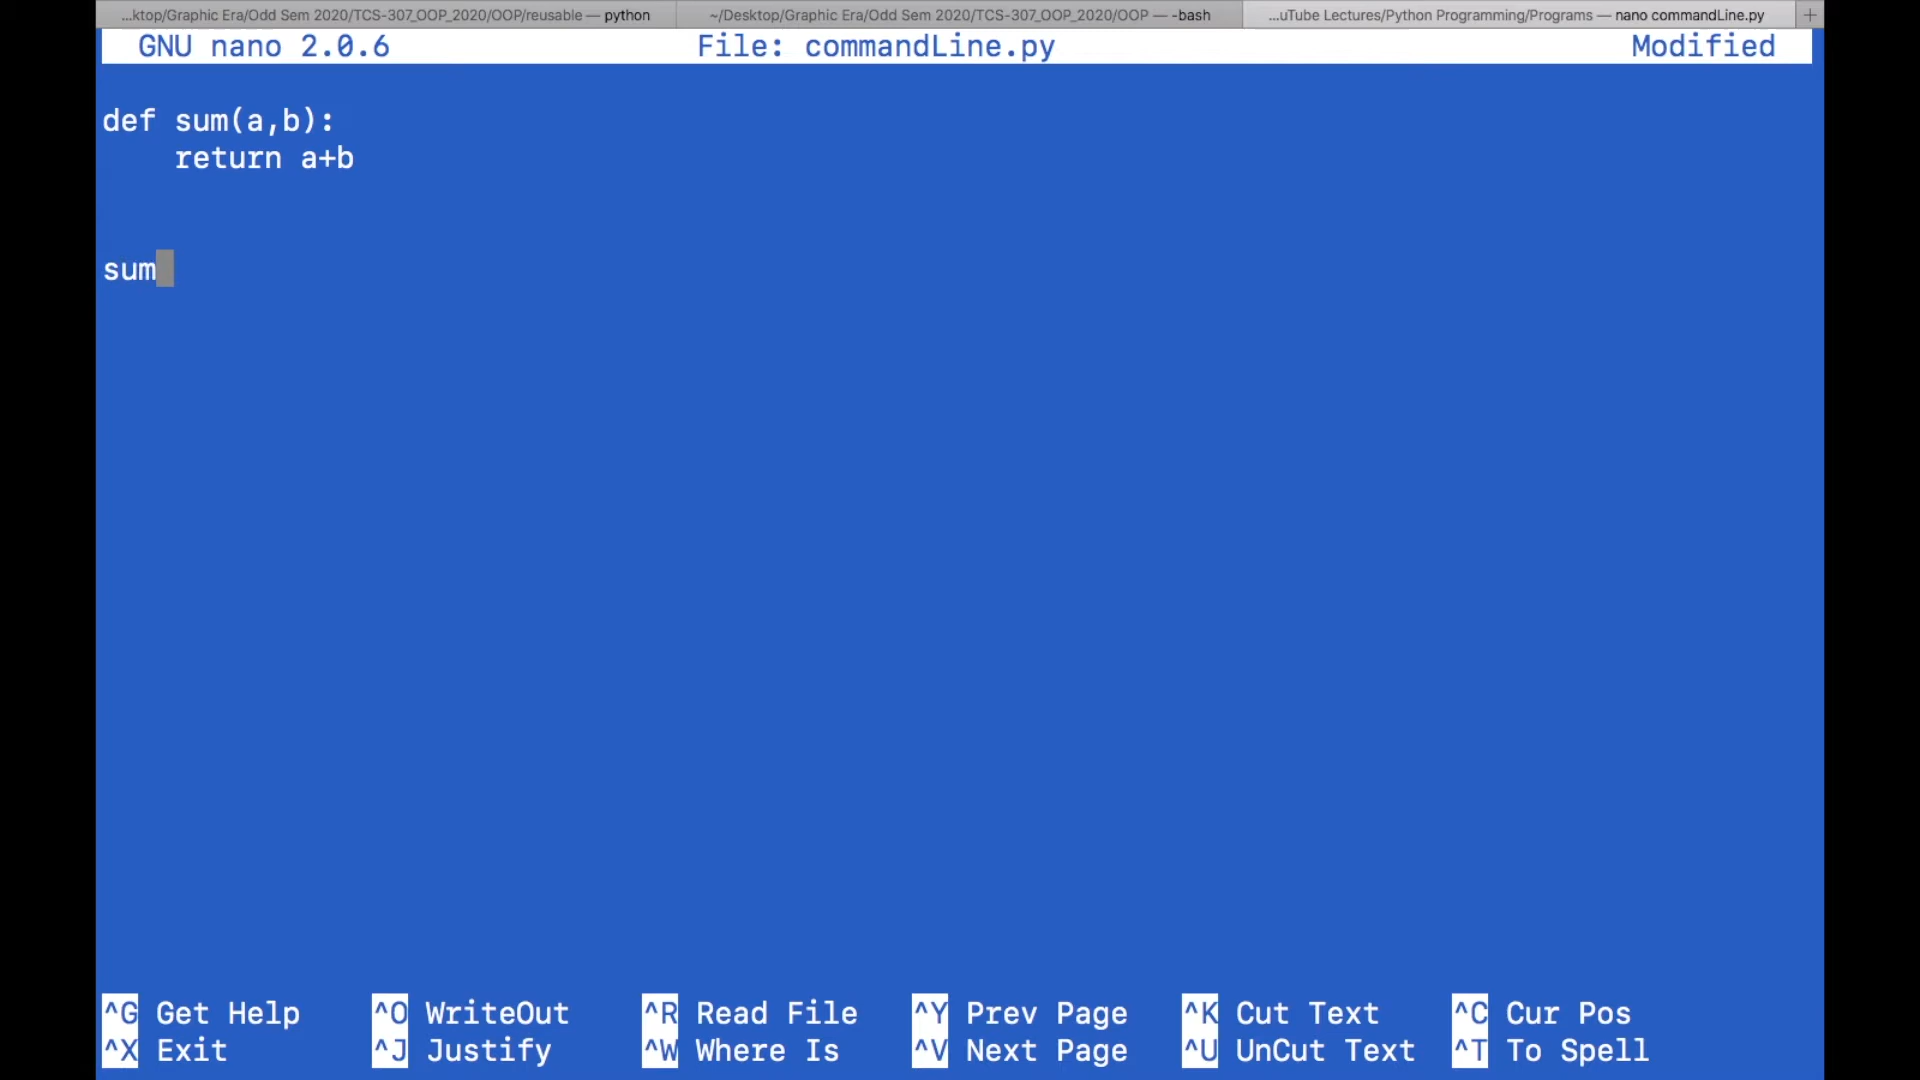 ...ktop/Graphic Era/Odd Sem 2020/TCS-307_OOP_2020/OOP/reusable — python ~/Desktop/Graphic Era/Odd Sem 2020/TCS-307_OOP_2020/OOP — -bash ...uTube Lectures/Python Programming/Programs — nano commandLine.py +
GNU nano 2.0.6 File: commandLine.py Modified
def sum(a,b):
    return a+b
sum
^G Get Help ^O WriteOut ^R Read File ^Y Prev Page ^K Cut Text ^C Cur Pos
^X Exit ^J Justify ^W Where Is ^V Next Page ^U UnCut Text ^T To Spell